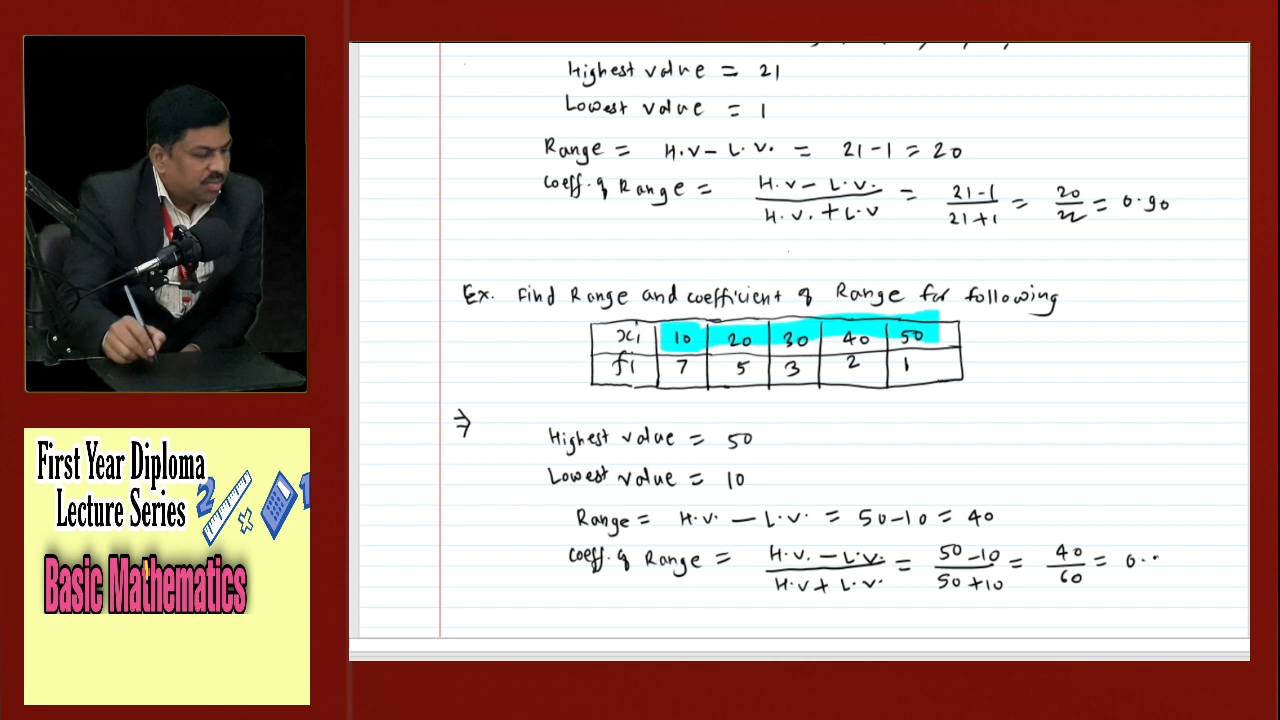 Highest value = 21
Lowest value = 1
Range = H.V - L.V. = 21-1 = 20
Coeff. of Range = H.V - L.V. / H.V. + L.V = 21-1 / 21+1 = 20 / 22 = 0.90
Ex. Find Range and coefficient of Range for following
xi 10 20 30 40 50
fi 7 5 3 2 1
⇒
Highest value = 50
Lowest value = 10
Range = H.V. - L.V. = 50-10 = 40
Coeff. of Range = H.V. - L.V. / H.V + L.V. = 50-10 / 50+10 = 40 / 60 = 0.
First Year Diploma
Lecture Series
Basic Mathematics